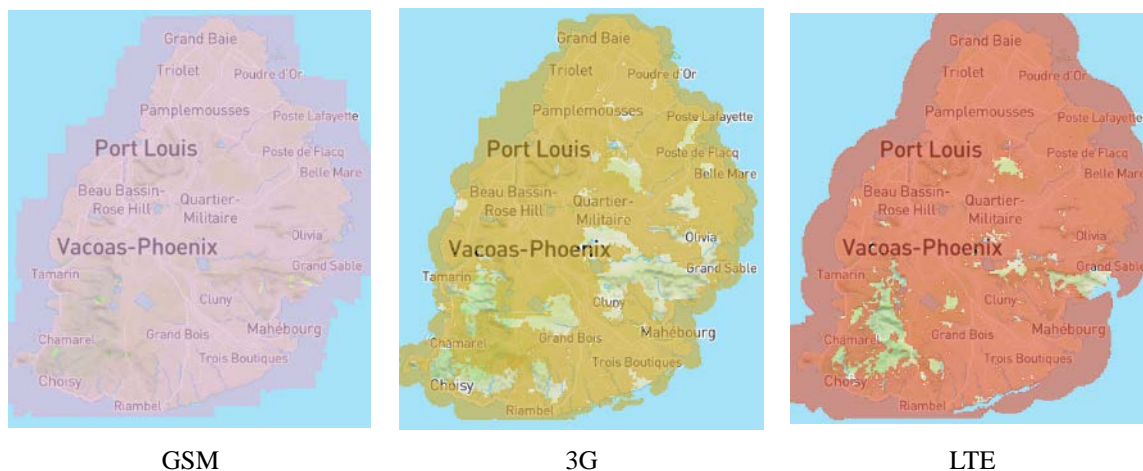 Grand Baie
Triolet
Poudre d'Or
Pamplemousses
Poste Lafayette
Port Louis
Poste de Flacq
Belle Mare
Beau Bassin-
Rose Hill
Quartier-
Militaire
Vacoas-Phoenix
Olivia
Tamarin
Grand Sable
Cluny
Mahébourg
Chamarel
Grand Bois
Trois Boutiques
Choisy
Riambel
GSM
Grand Baie
Triolet
Poudre d'Or
Pamplemousses
Poste Lafayette
Port Louis
Poste de Flacq
Belle Mare
Beau Bassin-
Rose Hill
Quartier-
Militaire
Vacoas-Phoenix
Olivia
Tamarin
Grand Sable
Cluny
Mahébourg
Chamarel
Grand Bois
Trois Boutiques
Choisy
Riambel
3G
Grand Baie
Triolet
Poudre d'Or
Pamplemousses
Poste Lafayette
Port Louis
Poste de Flacq
Belle Mare
Beau Bassin-
Rose Hill
Quartier-
Militaire
Vacoas-Phoenix
Olivia
Tamarin
Grand Sable
Cluny
Mahébourg
Chamarel
Grand Bois
Trois Boutiques
Choisy
Riambel
LTE